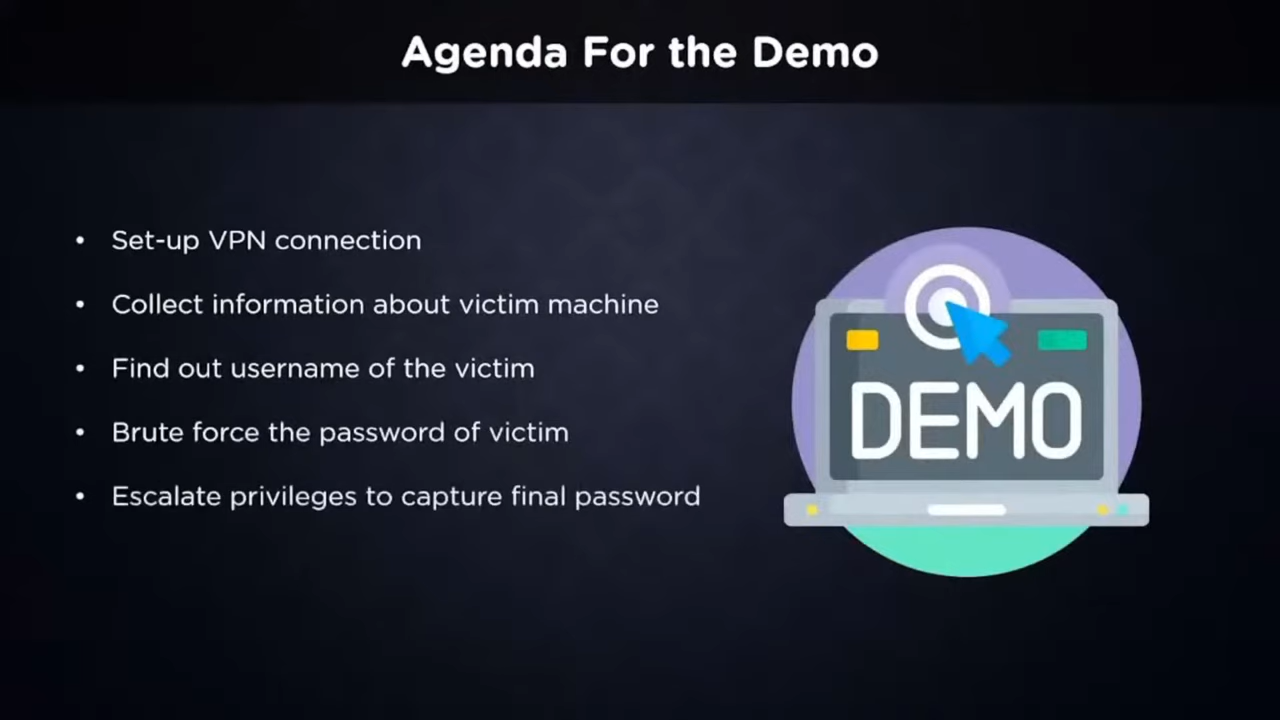 Agenda For the Demo
• Set-up VPN connection
• Collect information about victim machine
• Find out username of the victim
• Brute force the password of victim
• Escalate privileges to capture final password
DEMO